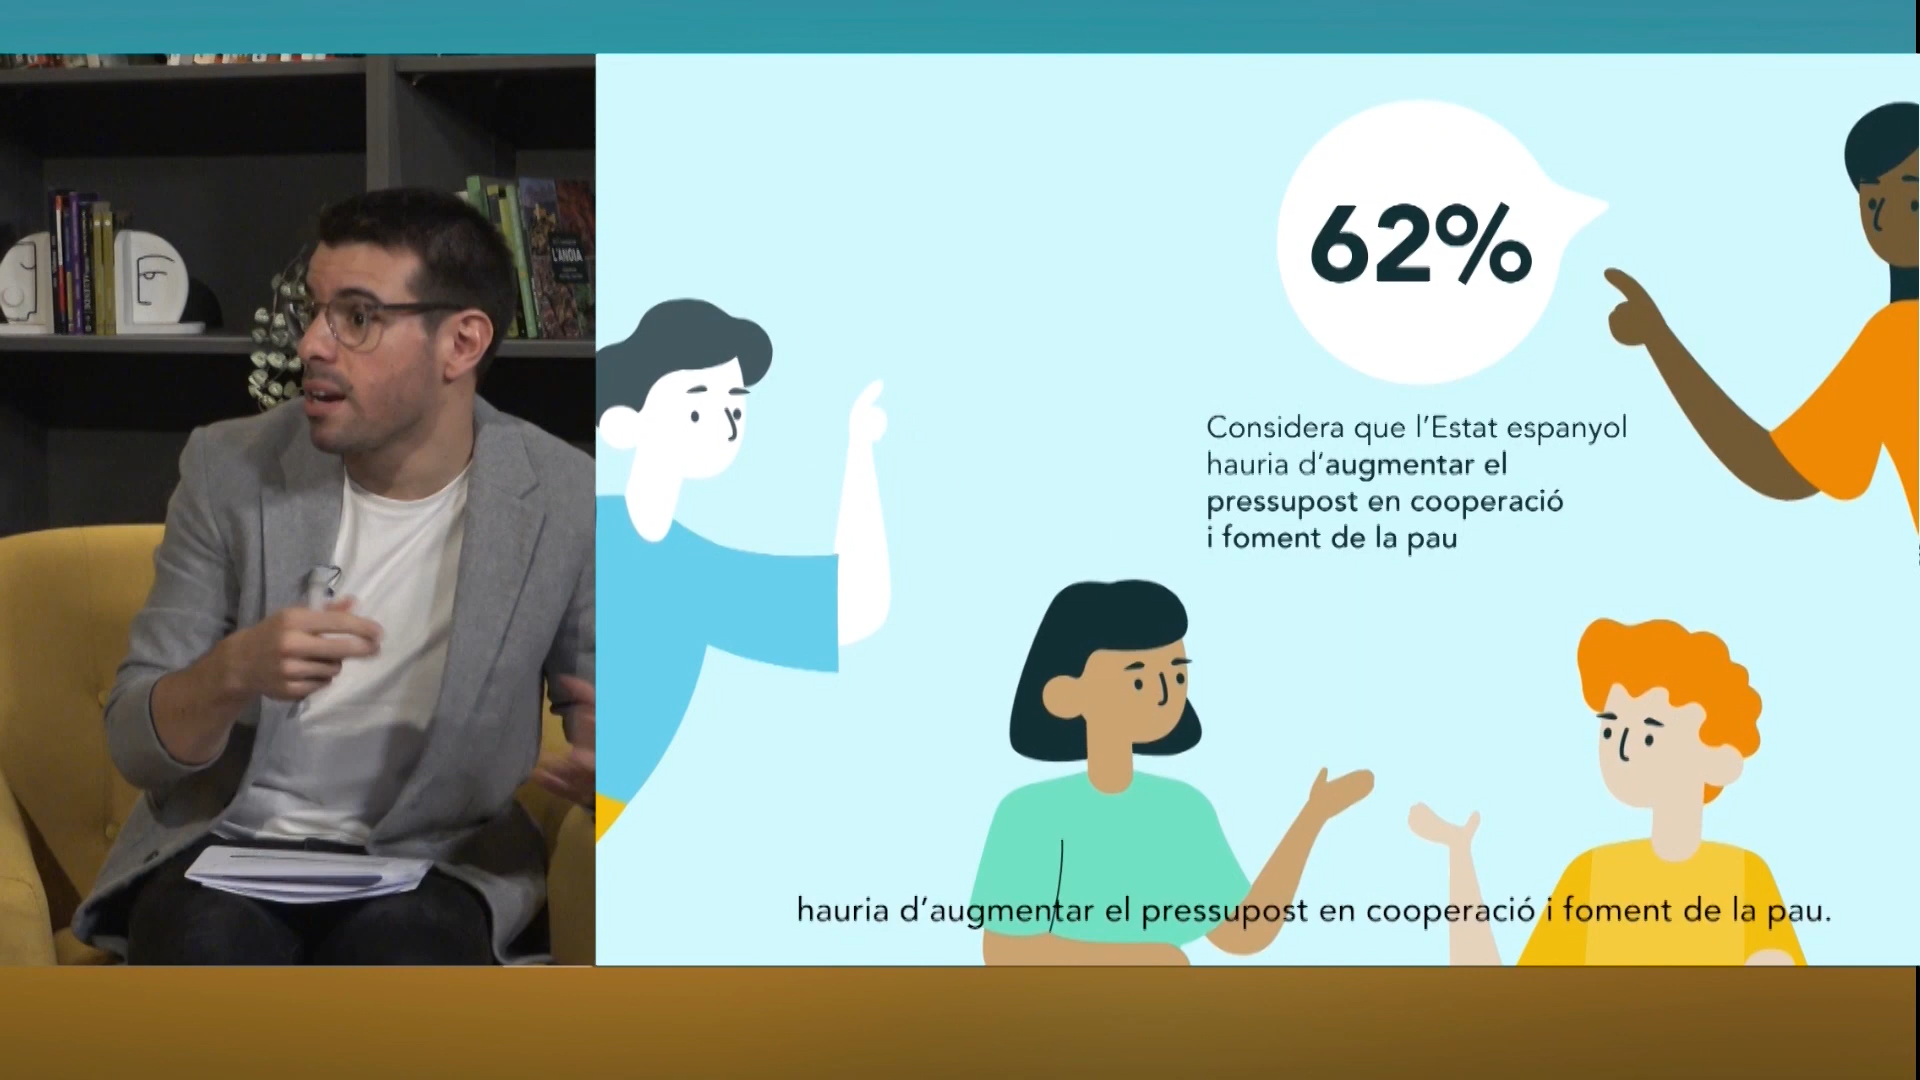 L'ANOIA
62%
Considera que l'Estat espanyol
hauria d'augmentar el
pressupost en cooperació
i foment de la pau
hauria d'augmentar el pressupost en cooperació i foment de la pau.